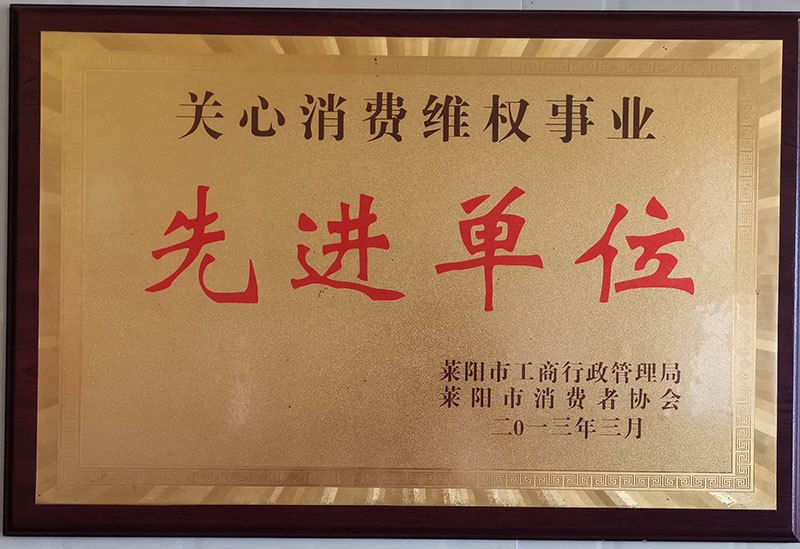 关心消费维权事业
先进单位
莱阳市工商行政管理局
莱阳市消费者协会
二0一三年三月